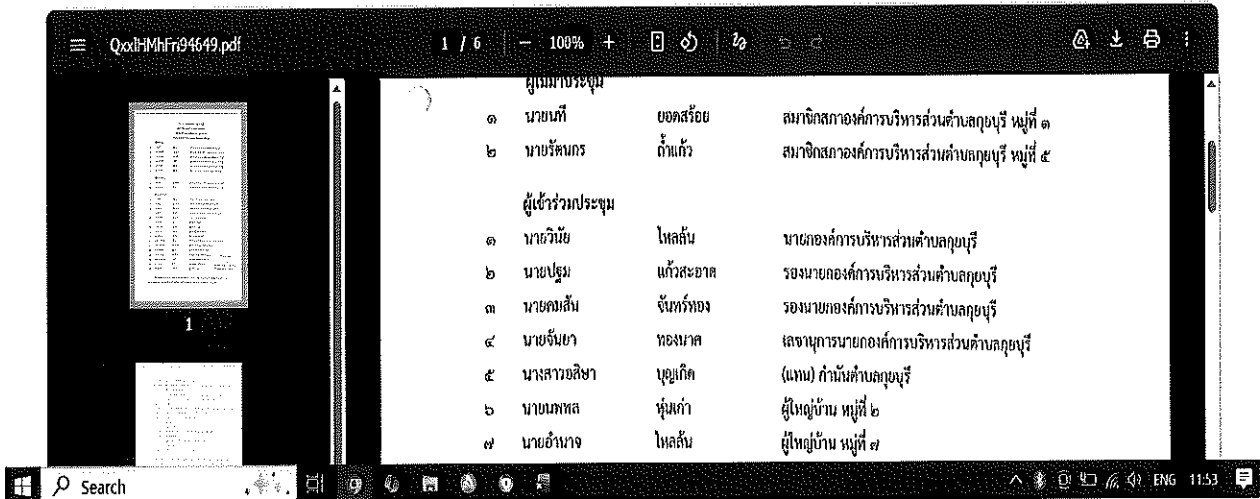 QxxIHMhFri94649.pdf 1 / 6 − 100% +
ผู้ไม่มาประชุม
๑ นายนที ยอดสร้อย สมาชิกสภาองค์การบริหารส่วนตำบลกุยบุรี หมู่ที่ ๓
๒ นายรัตนกร ถ้ำแก้ว สมาชิกสภาองค์การบริหารส่วนตำบลกุยบุรี หมู่ที่ ๕
ผู้เข้าร่วมประชุม
๑ นายวินัย ไหลล้น นายกองค์การบริหารส่วนตำบลกุยบุรี
๒ นายปฐม แก้วสะอาด รองนายกองค์การบริหารส่วนตำบลกุยบุรี
๓ นายคมสัน จันทร์ทอง รองนายกองค์การบริหารส่วนตำบลกุยบุรี
๔ นายจันยา ทองนาค เลขานุการนายกองค์การบริหารส่วนตำบลกุยบุรี
๕ นางสาวอลิษา บุญเกิด (แทน) กำนันตำบลกุยบุรี
๖ นายนพพล หุ่นเก่า ผู้ใหญ่บ้าน หมู่ที่ ๒
๗ นายอำนาจ ไหลล้น ผู้ใหญ่บ้าน หมู่ที่ ๗
1
Search ENG 11:53